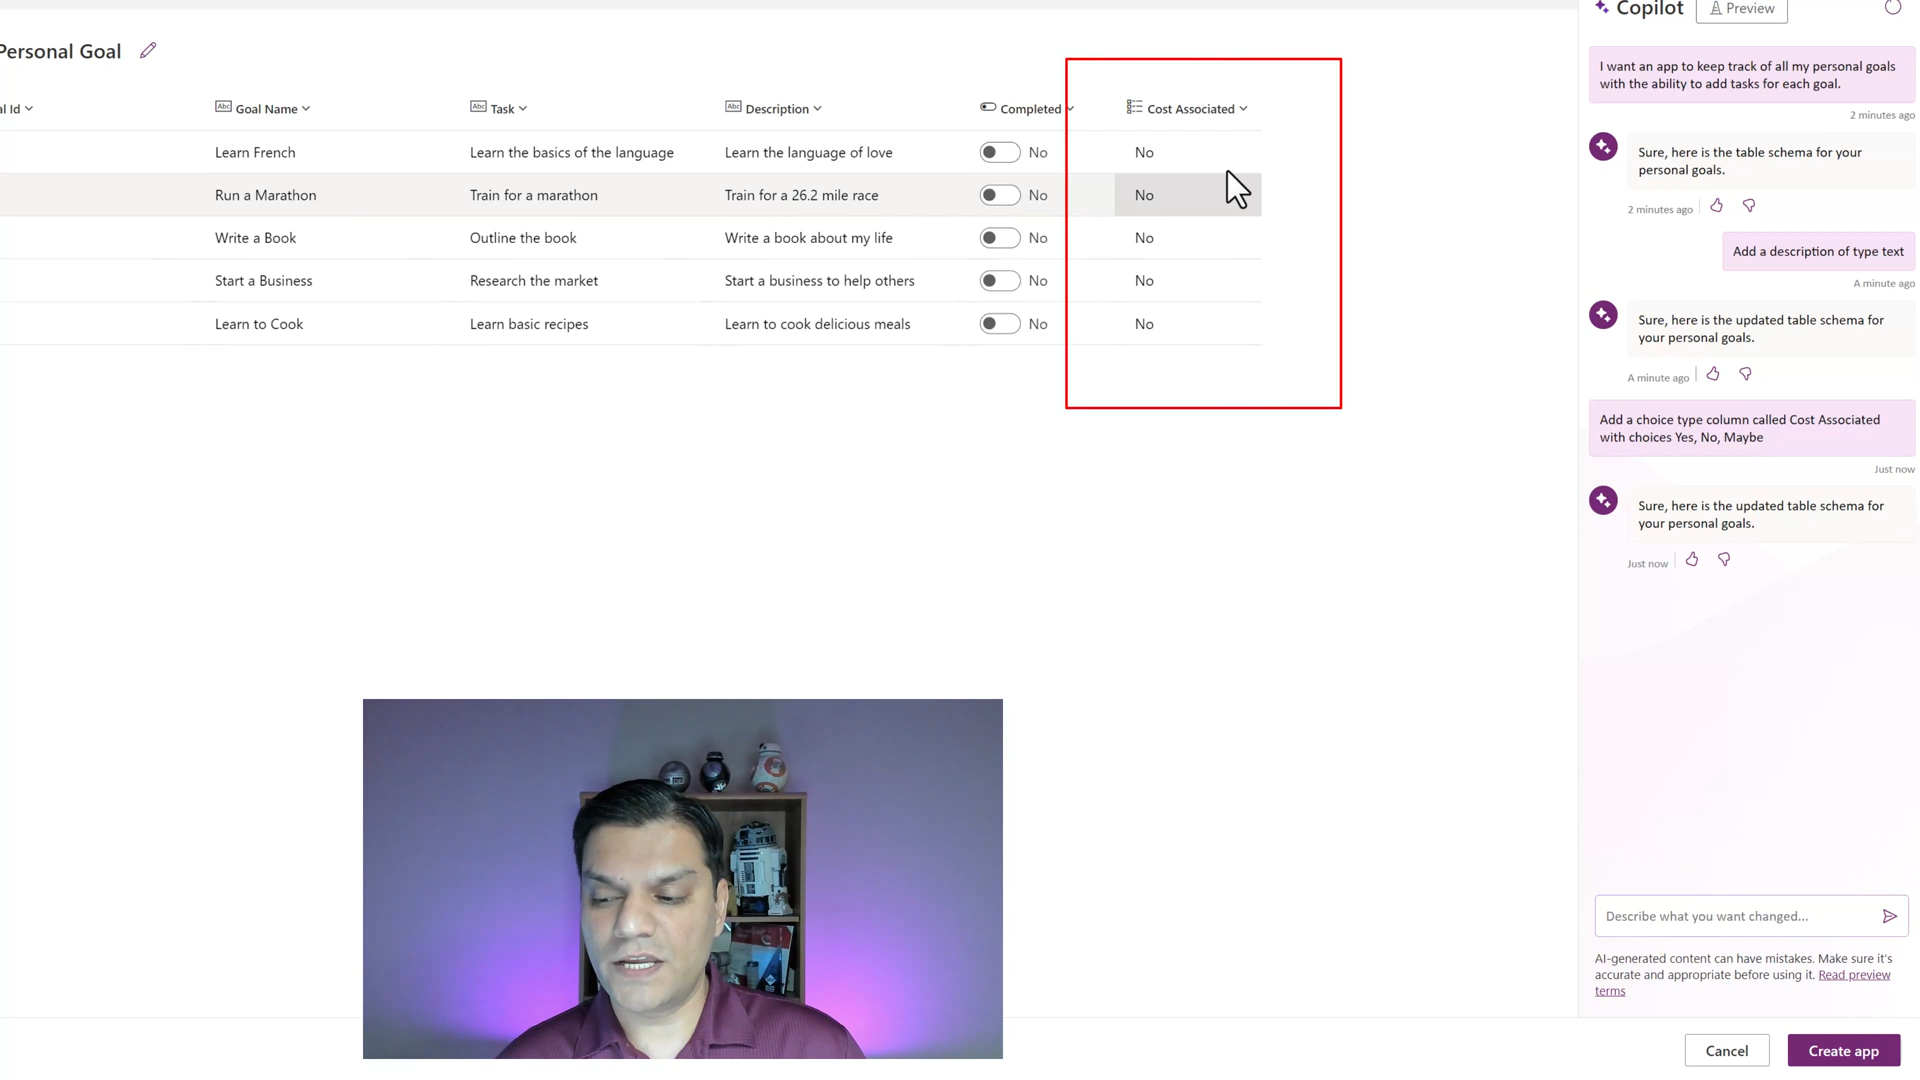 Copilot
Preview
Personal Goal
al Id
Abc Goal Name
Abc Task
Abc Description
Completed
Cost Associated
Learn French
Learn the basics of the language
Learn the language of love
No
No
Run a Marathon
Train for a marathon
Train for a 26.2 mile race
No
No
Write a Book
Outline the book
Write a book about my life
No
No
Start a Business
Research the market
Start a business to help others
No
No
Learn to Cook
Learn basic recipes
Learn to cook delicious meals
No
No
I want an app to keep track of all my personal goals
with the ability to add tasks for each goal.
2 minutes ago
Sure, here is the table schema for your
personal goals.
2 minutes ago
Add a description of type text
A minute ago
Sure, here is the updated table schema for
your personal goals.
A minute ago
Add a choice type column called Cost Associated
with choices Yes, No, Maybe
Just now
Sure, here is the updated table schema for
your personal goals.
Just now
Describe what you want changed...
AI-generated content can have mistakes. Make sure it's
accurate and appropriate before using it. Read preview
terms
Cancel
Create app